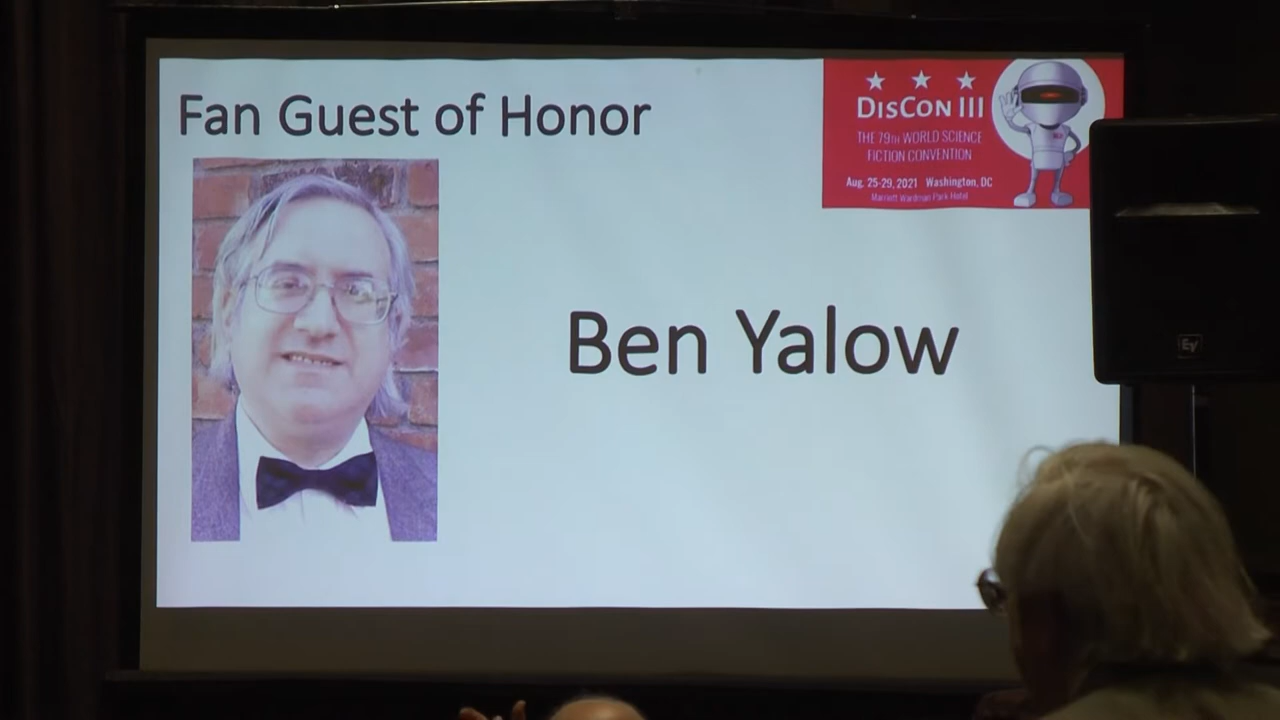 Fan Guest of Honor
DISCON III
THE 79TH WORLD SCIENCE
FICTION CONVENTION
Aug. 25-29, 2021 Washington, DC
Marriott Wardman Park Hotel
Ben Yalow
EV